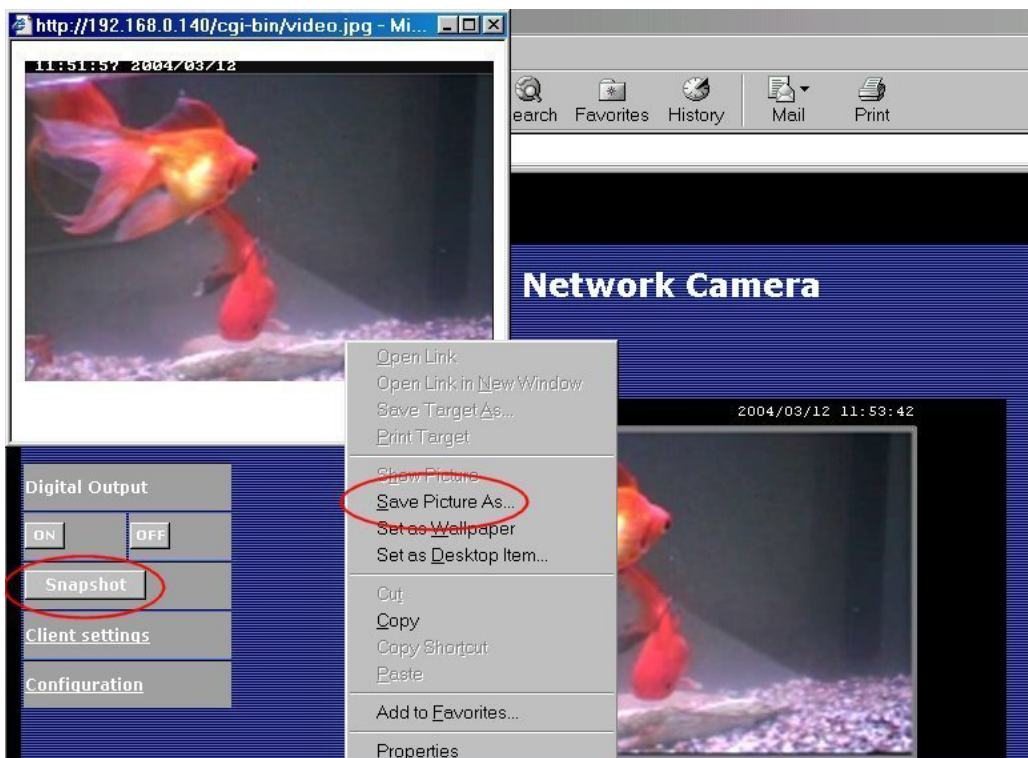 http://192.168.0.140/cgi-bin/video.jpg - Mi...
11:51:57 2004/03/12
earch Favorites History Mail Print
Network Camera
2004/03/12 11:53:42
Digital Output
ON OFF
Snapshot
Client settings
Configuration
Open Link
Open Link in New Window
Save Target As...
Print Target
Show Picture
Save Picture As...
Set as Wallpaper
Set as Desktop Item...
Cut
Copy
Copy Shortcut
Paste
Add to Favorites...
Properties